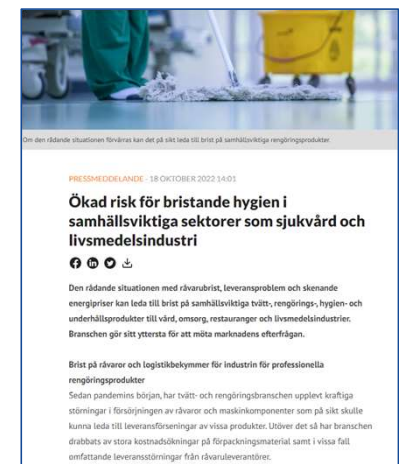 Om den rådande situationen förvärras kan det på sikt leda till brist på samhällsviktiga rengöringsprodukter
PRESSMEDDELANDE - 18 OKTOBER 2022 14:01
Ökad risk för bristande hygien i
samhällsviktiga sektorer som sjukvård och
livsmedelsindustri
Den rådande situationen med råvarubrist, leveransproblem och skenande
energipriser kan leda till brist på samhällsviktiga tvätt-, rengörings-, hygien- och
underhållsprodukter till vård, omsorg, restauranger och livsmedelsindustrier.
Branschen gör sitt yttersta för att möta marknadens efterfrågan.
Brist på råvaror och logistikbekymmer för industrin för professionella
rengöringsprodukter
Sedan pandemins början, har tvätt- och rengöringsbranschen upplevt kraftiga
störningar i försörjningen av råvaror och maskinkomponenter som på sikt skulle
kunna leda till leveransförseningar av vissa produkter. Utöver det så har branschen
drabbats av stora kostnadsökningar på förpackningsmaterial samt i vissa fall
omfattande leveransstörningar från råvaruleverantörer.